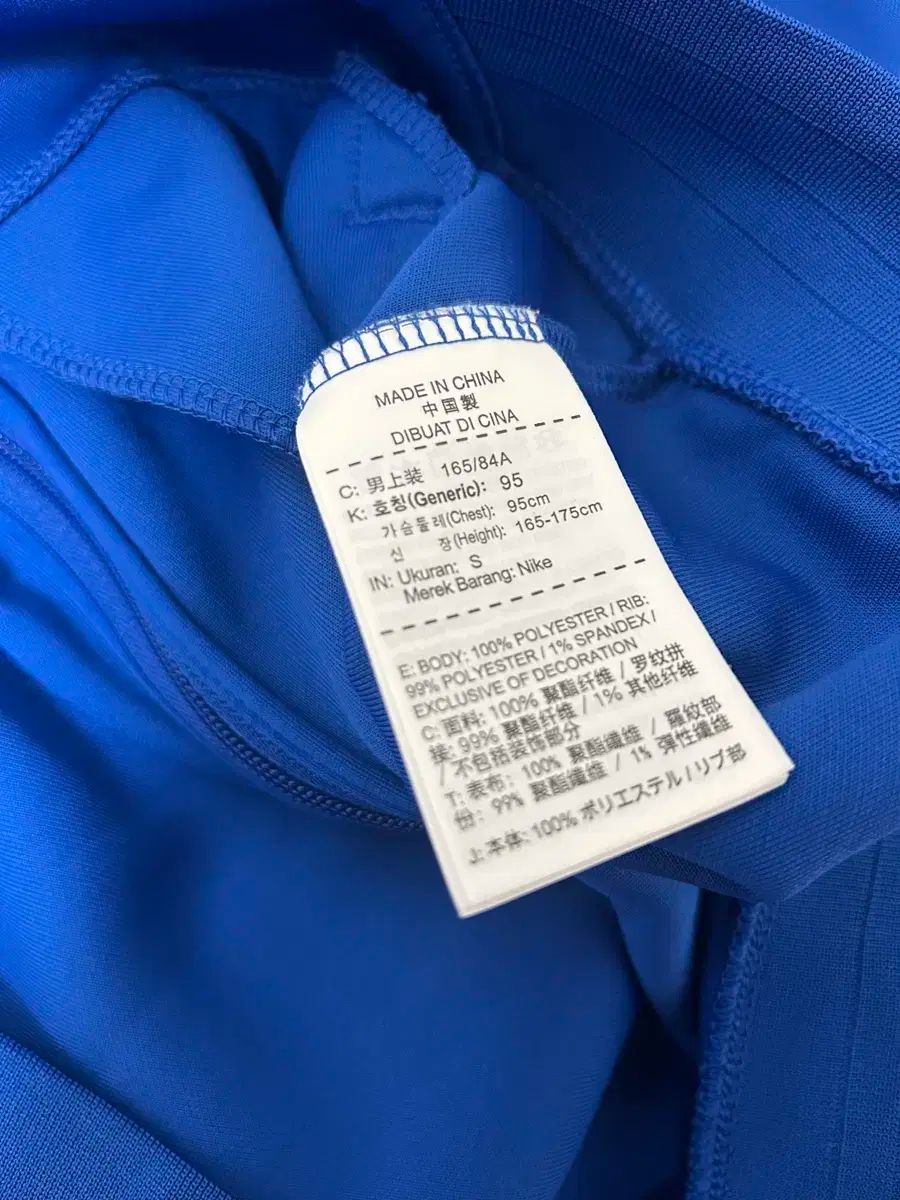 MADE IN CHINA
中国製
DIBUAT DI CINA
C: 男上装 165/84A
K: 호칭(Generic): 95
가슴둘레(Chest): 95cm
신 장(Height): 165-175cm
IN: Ukuran: S
Merek Barang: Nike
E: BODY: 100% POLYESTER / RIB:
99% POLYESTER / 1% SPANDEX /
EXCLUSIVE OF DECORATION
C: 面料: 100% 聚酯纤维 / 罗纹拼
接: 99% 聚酯纤维 / 1% 其他纤维
/ 不包括装饰部分
T: 表布: 100% 聚酯纖維 / 羅紋部
份: 99% 聚酯纖維 / 1% 弾性纖維
J: 本体: 100% ポリエステル / リブ部